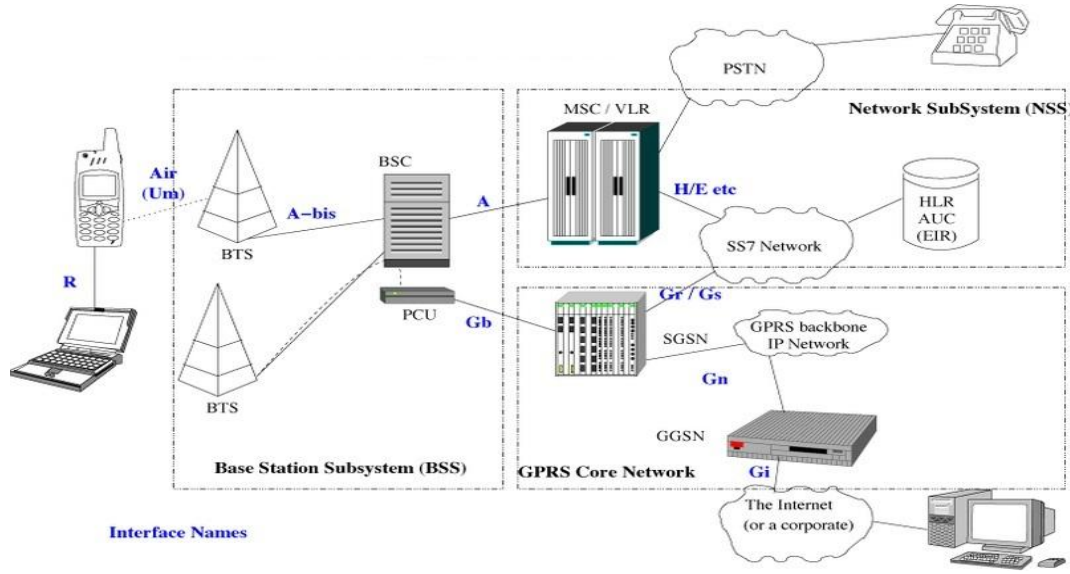 PSTN
MSC / VLR
Network SubSystem (NSS)
BSC
Air
(Um)
A-bis
A
H/E etc
HLR
AUC
(EIR)
BTS
SS7 Network
R
PCU
Gb
Gr / Gs
SGSN
GPRS backbone
IP Network
Gn
BTS
GGSN
Base Station Subsystem (BSS)
GPRS Core Network
Gi
The Internet
(or a corporate)
Interface Names